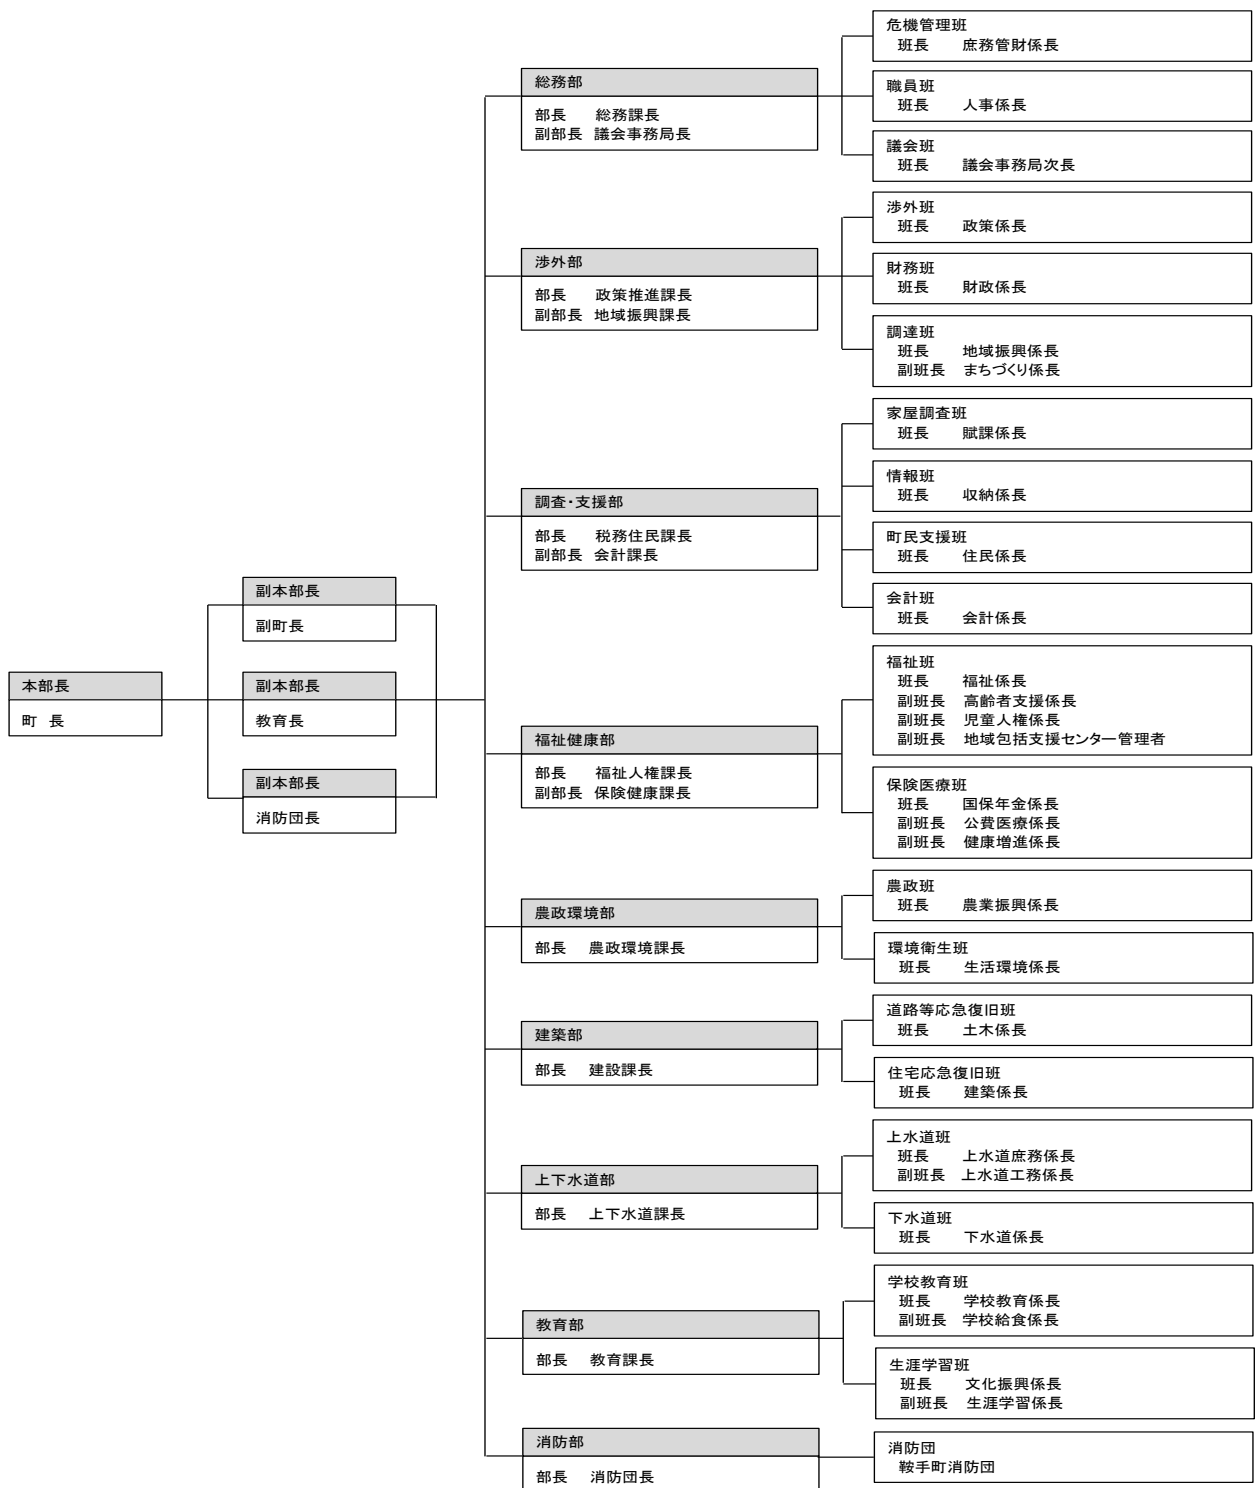 本部長
町 長
副本部長
副町長
副本部長
教育長
副本部長
消防団長
総務部
部長 総務課長
副部長 議会事務局長
危機管理班
班長 庶務管財係長
職員班
班長 人事係長
議会班
班長 議会事務局次長
渉外部
部長 政策推進課長
副部長 地域振興課長
渉外班
班長 政策係長
財務班
班長 財政係長
調達班
班長 地域振興係長
副班長 まちづくり係長
調査・支援部
部長 税務住民課長
副部長 会計課長
家屋調査班
班長 賦課係長
情報班
班長 収納係長
町民支援班
班長 住民係長
会計班
班長 会計係長
福祉健康部
部長 福祉人権課長
副部長 保険健康課長
福祉班
班長 福祉係長
副班長 高齢者支援係長
副班長 児童人権係長
副班長 地域包括支援センター管理者
保険医療班
班長 国保年金係長
副班長 公費医療係長
副班長 健康増進係長
農政環境部
部長 農政環境課長
農政班
班長 農業振興係長
環境衛生班
班長 生活環境係長
建築部
部長 建設課長
道路等応急復旧班
班長 土木係長
住宅応急復旧班
班長 建築係長
上下水道部
部長 上下水道課長
上水道班
班長 上水道庶務係長
副班長 上水道工務係長
下水道班
班長 下水道係長
教育部
部長 教育課長
学校教育班
班長 学校教育係長
副班長 学校給食係長
生涯学習班
班長 文化振興係長
副班長 生涯学習係長
消防部
部長 消防団長
消防団
鞍手町消防団